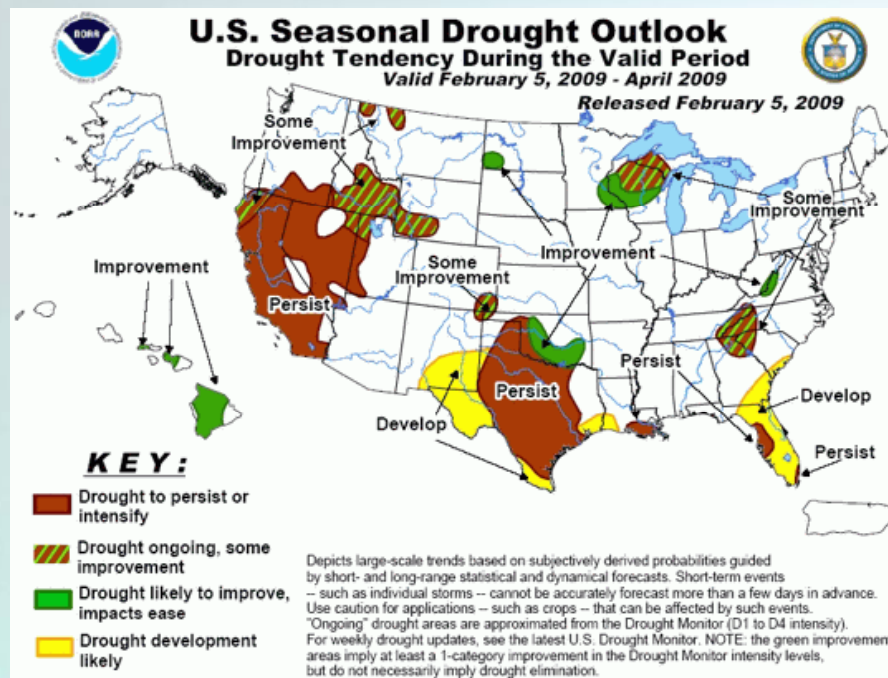 NOAA
U.S. Seasonal Drought Outlook
Drought Tendency During the Valid Period
Valid February 5, 2009 - April 2009
Released February 5, 2009
Some
Improvement
Some
Improvement
Improvement
Improvement
Some
Improvement
Persist
Persist
Persist
Develop
Develop
Persist
KEY:
Drought to persist or
intensify
Drought ongoing, some
improvement
Drought likely to improve,
impacts ease
Drought development
likely
Depicts large-scale trends based on subjectively derived probabilities guided
by short- and long-range statistical and dynamical forecasts. Short-term events
-- such as individual storms -- cannot be accurately forecast more than a few days in advance.
Use caution for applications -- such as crops -- that can be affected by such events.
"Ongoing" drought areas are approximated from the Drought Monitor (D1 to D4 intensity).
For weekly drought updates, see the latest U.S. Drought Monitor. NOTE: the green improvement
areas imply at least a 1-category improvement in the Drought Monitor intensity levels,
but do not necessarily imply drought elimination.